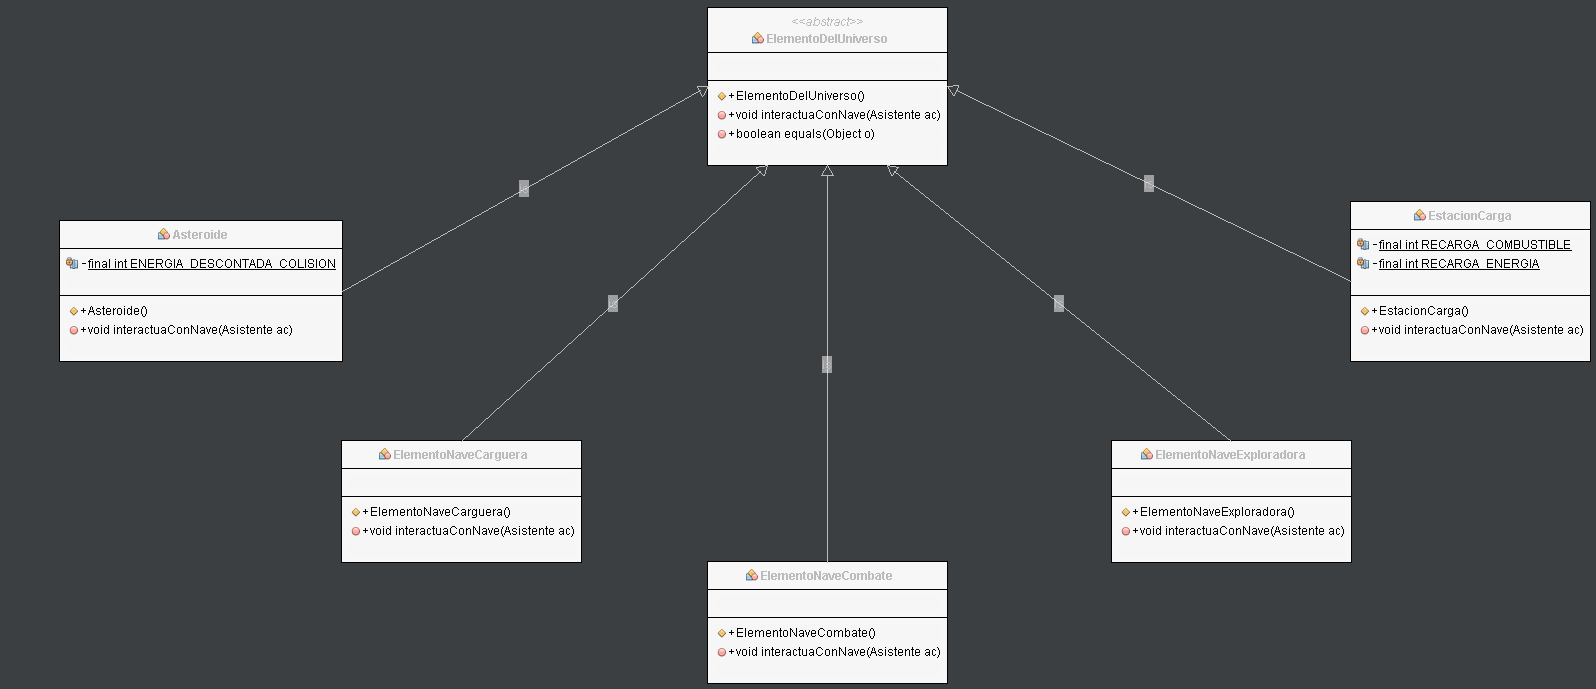 <<abstract>>
ElementoDelUniverso
+ElementoDelUniverso()
+void interactuaConNave(Asistente ac)
+boolean equals(Object o)
Asteroide
-final int ENERGIA_DESCONTADA_COLISION
+Asteroide()
+void interactuaConNave(Asistente ac)
EstacionCarga
-final int RECARGA_COMBUSTIBLE
-final int RECARGA_ENERGIA
+EstacionCarga()
+void interactuaConNave(Asistente ac)
ElementoNaveCarguera
+ElementoNaveCarguera()
+void interactuaConNave(Asistente ac)
ElementoNaveCombate
+ElementoNaveCombate()
+void interactuaConNave(Asistente ac)
ElementoNaveExploradora
+ElementoNaveExploradora()
+void interactuaConNave(Asistente ac)